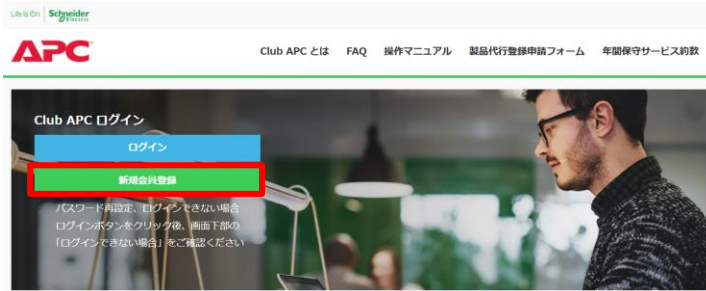 Life Is On Schneider Electric
APC
Club APC とは FAQ 操作マニュアル 製品代行登録申請フォーム 年間保守サービス約款
Club APC ログイン
ログイン
新規会員登録
パスワード再設定、ログインできない場合
ログインボタンをクリック後、画面下部の
「ログインできない場合」をご確認ください